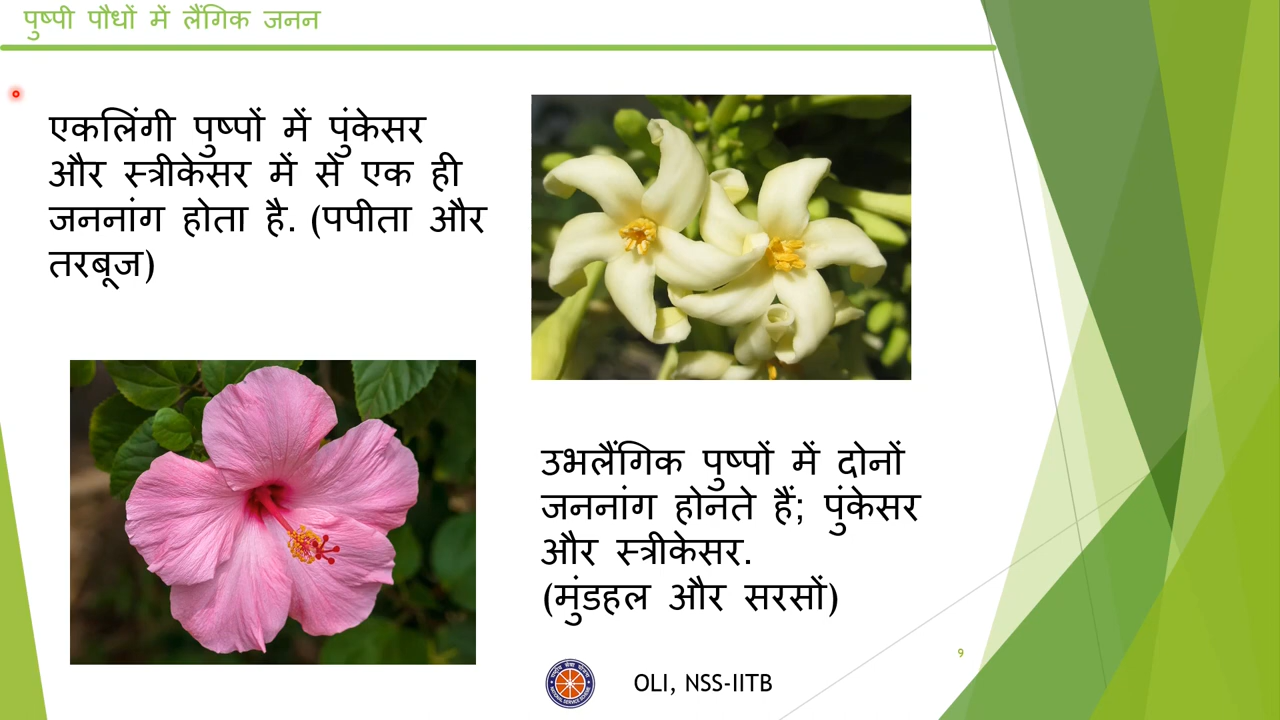 पुष्पी पौधों में लैंगिक जनन
एकलिंगी पुष्पों में पुंकेसर
और स्त्रीकेसर में से एक ही
जननांग होता है. (पपीता और
तरबूज)
उभलैंगिक पुष्पों में दोनों
जननांग होनते हैं; पुंकेसर
और स्त्रीकेसर.
(मुंडहल और सरसों)
9
OLI, NSS-IITB